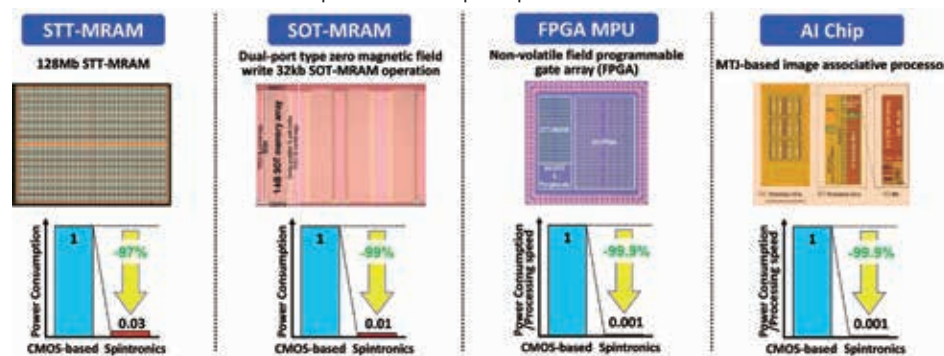 STT-MRAM
128Mb STT-MRAM
Power Consumption
1
-97%
0.03
CMOS-based Spintronics
SOT-MRAM
Dual-port type zero magnetic field
write 32kb SOT-MRAM operation
SOT memory array
Power Consumption
1
-99%
0.01
CMOS-based Spintronics
FPGA MPU
Non-volatile field programmable
gate array (FPGA)
Power Consumption
/Processing speed
1
-99.9%
0.001
CMOS-based Spintronics
AI Chip
MTJ-based image associative processor
Power Consumption
/Processing speed
1
-99.9%
0.001
CMOS-based Spintronics